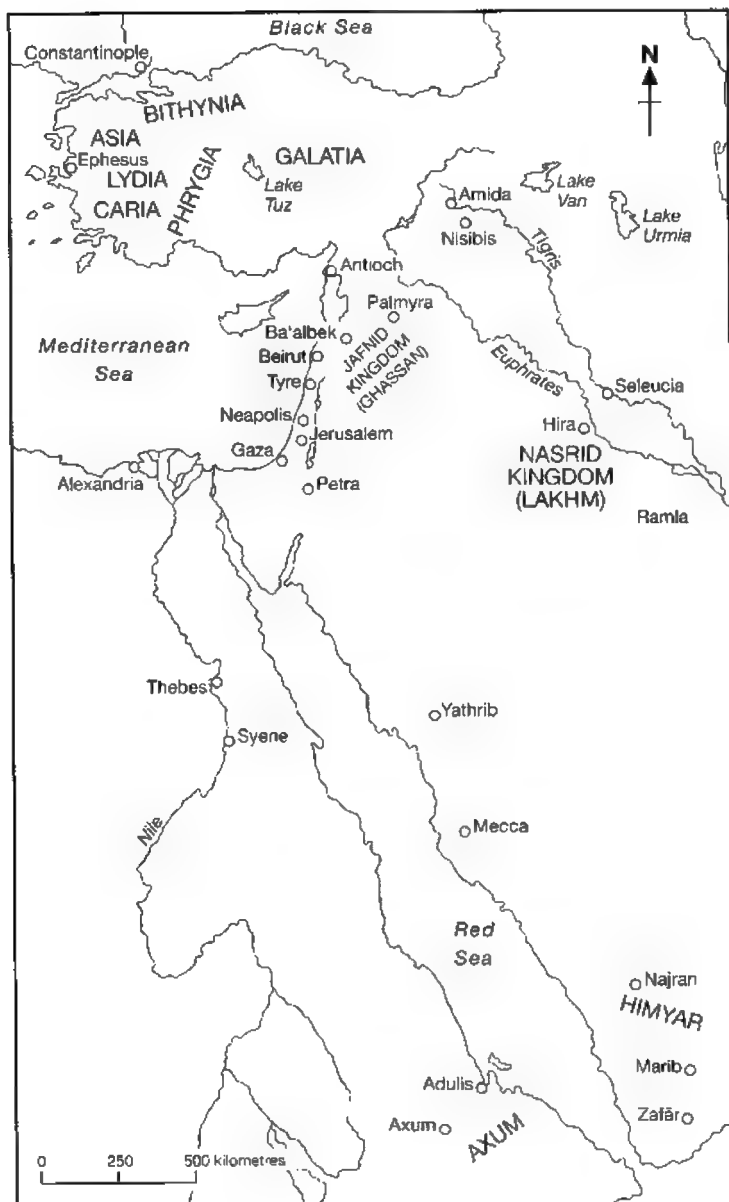 Black Sea
Constantinople
N
BITHYNIA
ASIA
Ephesus
LYDIA
CARIA
PHRYGIA
GALATIA
Lake
Tuz
Amida
Nisibis
Lake
Van
Lake
Urmia
Tigris
Antioch
Palmyra
Mediterranean
Sea
Ba'albek
Beirut
JAFNID
KINGDOM
(GHASSAN)
Euphrates
Tyre
Seleucia
Neapolis
Jerusalem
Hira
Gaza
NASRID
KINGDOM
(LAKHM)
Alexandria
Petra
Ramla
Thebes
Yathrib
Syene
Nile
Mecca
Red
Sea
Najran
HIMYAR
Marib
Adulis
Zafār
Axum
AXUM
0 250 500 kilometres